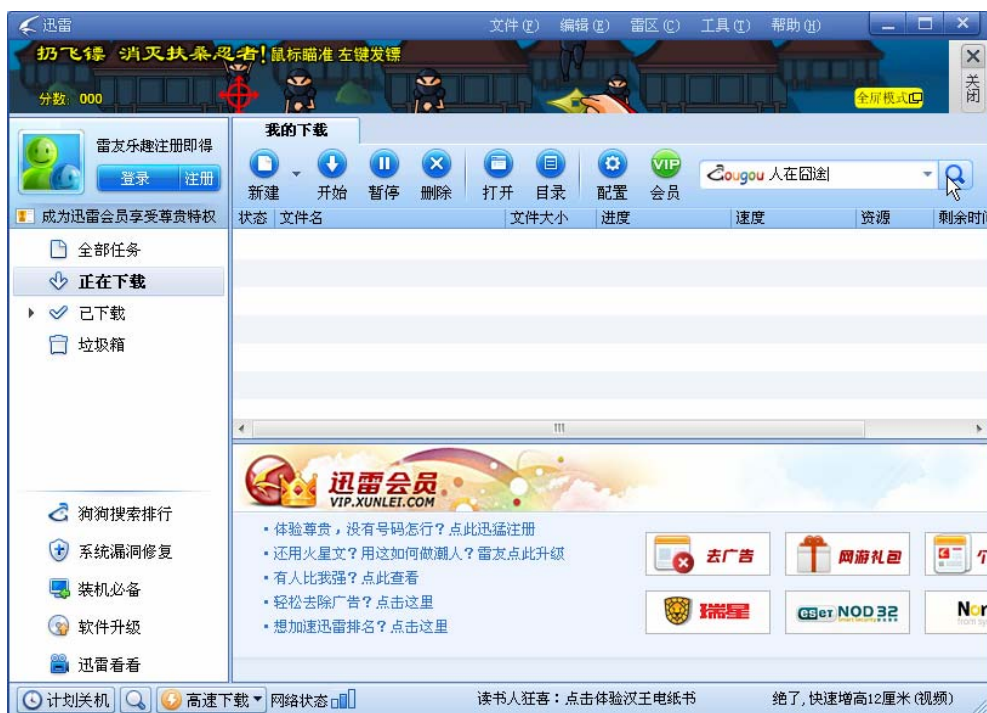 迅雷 文件(F) 编辑(E) 雷区(C) 工具(T) 帮助(H)
扔飞镖 消灭扶桑忍者! 鼠标瞄准 左键发镖
分数: 000
全屏模式
关闭
雷友乐趣注册即得
登录 注册
成为迅雷会员享受尊贵特权
全部任务
正在下载
已下载
垃圾箱
狗狗搜索排行
系统漏洞修复
装机必备
软件升级
迅雷看看
我的下载
新建 开始 暂停 删除 打开 目录 配置 VIP 会员 Gougou 人在囧途
状态 文件名 文件大小 进度 速度 资源 剩余时间
迅雷会员
VIP.XUNLEI.COM
·体验尊贵，没有号码怎行？点此迅猛注册
·还用火星文？用这如何做潮人？雷友点此升级
·有人比我强？点此查看
·轻松去除广告？点击这里
·想加速迅雷排名？点击这里
去广告 网游礼包
瑞星 eset NOD32 Nor
计划关机 高速下载 网络状态 读书人狂喜：点击体验汉王电纸书 绝了,快速增高12厘米(视频)